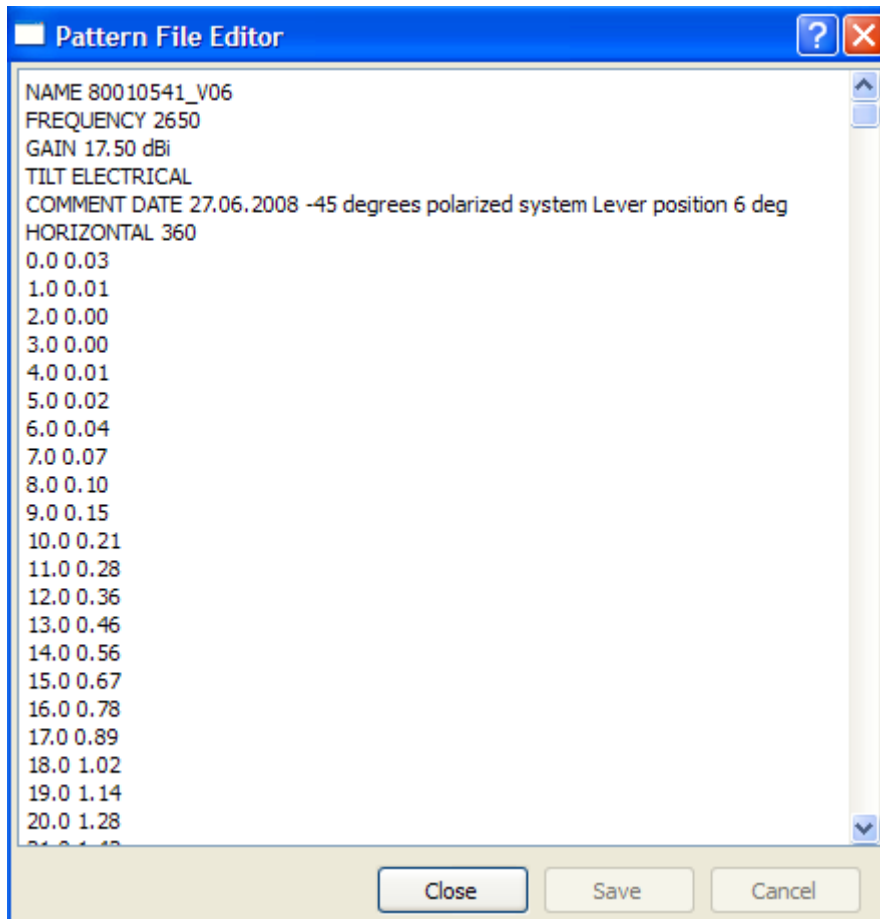 Pattern File Editor
NAME 80010541_V06
FREQUENCY 2650
GAIN 17.50 dBi
TILT ELECTRICAL
COMMENT DATE 27.06.2008 -45 degrees polarized system Lever position 6 deg
HORIZONTAL 360
0.0 0.03
1.0 0.01
2.0 0.00
3.0 0.00
4.0 0.01
5.0 0.02
6.0 0.04
7.0 0.07
8.0 0.10
9.0 0.15
10.0 0.21
11.0 0.28
12.0 0.36
13.0 0.46
14.0 0.56
15.0 0.67
16.0 0.78
17.0 0.89
18.0 1.02
19.0 1.14
20.0 1.28
Close Save Cancel